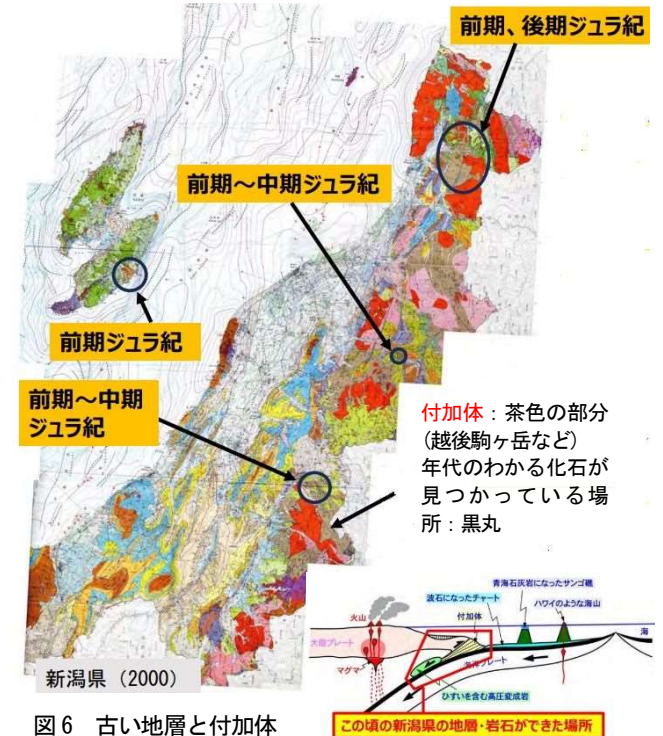 前期、後期ジュラ紀
前期～中期ジュラ紀
前期ジュラ紀
前期～中期
ジュラ紀
付加体：茶色の部分
(越後駒ヶ岳など)
年代のわかる化石が
見つかっている場
所：黒丸
新潟県（2000）
図６ 古い地層と付加体
青海石灰岩になったサンゴ礁
波石になったチャート
ハワイのような海山
火山
付加体
海
大陸プレート
海洋プレート
マグマ
ひすいを含む高圧変成岩
この頃の新潟県の地層・岩石ができた場所